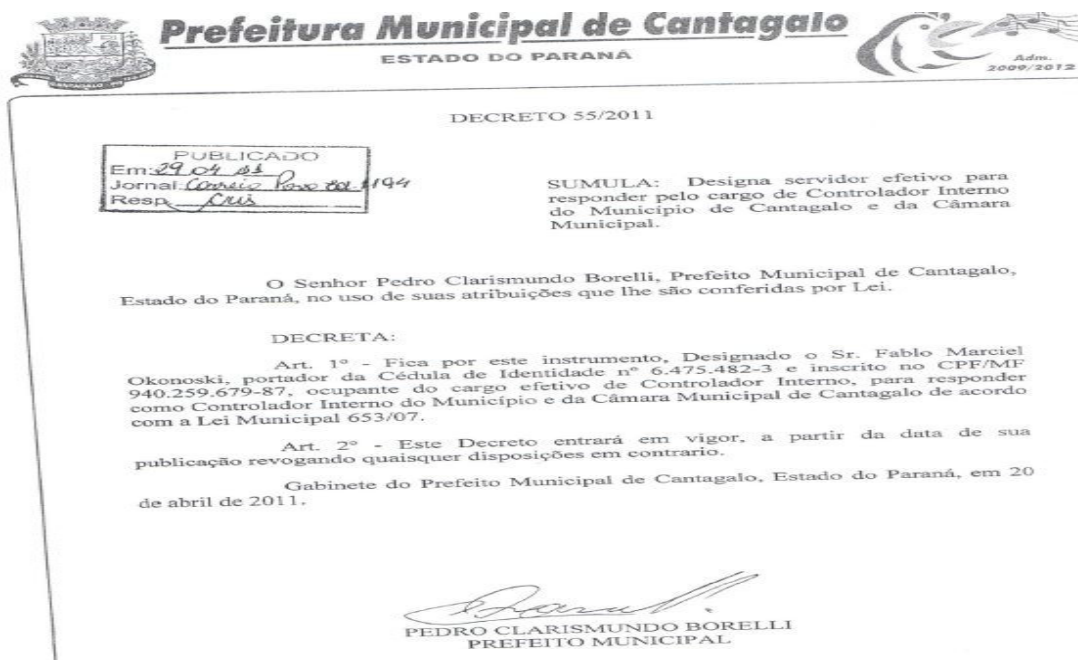 Prefeitura Municipal de Cantagalo
ESTADO DO PARANÁ
Adm.
2009/2012
DECRETO 55/2011
PUBLICADO
Em: 29 04 11
Jornal: Correio Povo ed. 1194
Resp. Cris
SUMULA: Designa servidor efetivo para
responder pelo cargo de Controlador Interno
do Município de Cantagalo e da Câmara
Municipal.
O Senhor Pedro Clarismundo Borelli, Prefeito Municipal de Cantagalo,
Estado do Paraná, no uso de suas atribuições que lhe são conferidas por Lei.
DECRETA:
Art. 1º - Fica por este instrumento, Designado o Sr. Fablo Marciel
Okonoski, portador da Cédula de Identidade nº 6.475.482-3 e inscrito no CPF/MF
940.259.679-87, ocupante do cargo efetivo de Controlador Interno, para responder
como Controlador Interno do Município e da Câmara Municipal de Cantagalo de acordo
com a Lei Municipal 653/07.
Art. 2º - Este Decreto entrará em vigor, a partir da data de sua
publicação revogando quaisquer disposições em contrario.
Gabinete do Prefeito Municipal de Cantagalo, Estado do Paraná, em 20
de abril de 2011.
PEDRO CLARISMUNDO BORELLI
PREFEITO MUNICIPAL